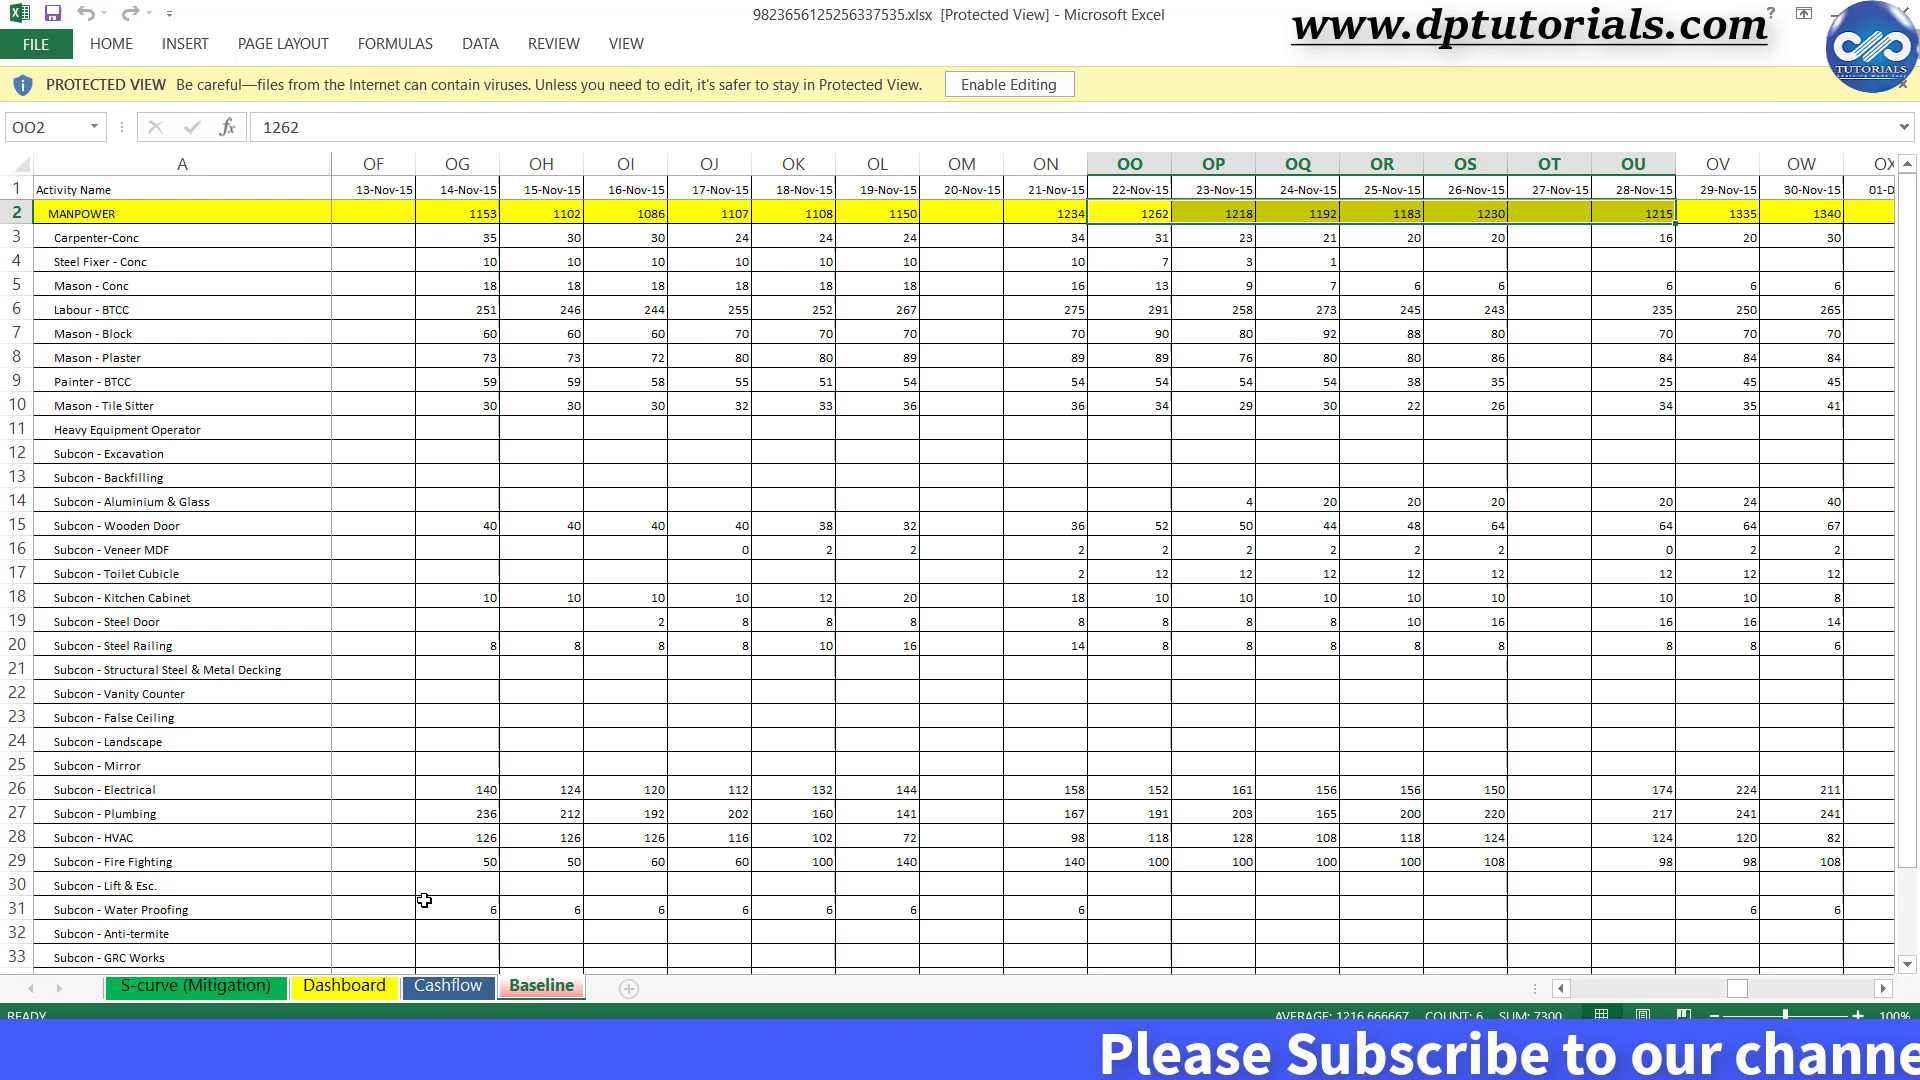 9823656125256337535.xlsx [Protected View] - Microsoft Excel
www.dptutorials.com
TUTORIALS
FILE HOME INSERT PAGE LAYOUT FORMULAS DATA REVIEW VIEW
PROTECTED VIEW Be careful—files from the Internet can contain viruses. Unless you need to edit, it's safer to stay in Protected View. Enable Editing
OO2 fx 1262
A OF OG OH OI OJ OK OL OM ON OO OP OQ OR OS OT OU OV OW OX
1 Activity Name 13-Nov-15 14-Nov-15 15-Nov-15 16-Nov-15 17-Nov-15 18-Nov-15 19-Nov-15 20-Nov-15 21-Nov-15 22-Nov-15 23-Nov-15 24-Nov-15 25-Nov-15 26-Nov-15 27-Nov-15 28-Nov-15 29-Nov-15 30-Nov-15 01-D
2 MANPOWER 1153 1102 1086 1107 1108 1150 1234 1262 1218 1192 1183 1230 1215 1335 1340
3 Carpenter-Conc 35 30 30 24 24 24 34 31 23 21 20 20 16 20 30
4 Steel Fixer - Conc 10 10 10 10 10 10 10 7 3 1
5 Mason - Conc 18 18 18 18 18 18 16 13 9 7 6 6 6 6 6
6 Labour - BTCC 251 246 244 255 252 267 275 291 258 273 245 243 235 250 265
7 Mason - Block 60 60 60 70 70 70 70 90 80 92 88 80 70 70 70
8 Mason - Plaster 73 73 72 80 80 89 89 89 76 80 80 86 84 84 84
9 Painter - BTCC 59 59 58 55 51 54 54 54 54 54 38 35 25 45 45
10 Mason - Tile Sitter 30 30 30 32 33 36 36 34 29 30 22 26 34 35 41
11 Heavy Equipment Operator
12 Subcon - Excavation
13 Subcon - Backfilling
14 Subcon - Aluminium & Glass 4 20 20 20 20 24 40
15 Subcon - Wooden Door 40 40 40 40 38 32 36 52 50 44 48 64 64 64 67
16 Subcon - Veneer MDF 0 2 2 2 2 2 2 2 2 0 2 2
17 Subcon - Toilet Cubicle 2 12 12 12 12 12 12 12 12
18 Subcon - Kitchen Cabinet 10 10 10 10 12 20 18 10 10 10 10 10 10 10 8
19 Subcon - Steel Door 2 8 8 8 8 8 8 8 10 16 16 16 14
20 Subcon - Steel Railing 8 8 8 8 10 16 14 8 8 8 8 8 8 8 6
21 Subcon - Structural Steel & Metal Decking
22 Subcon - Vanity Counter
23 Subcon - False Ceiling
24 Subcon - Landscape
25 Subcon - Mirror
26 Subcon - Electrical 140 124 120 112 132 144 158 152 161 156 156 150 174 224 211
27 Subcon - Plumbing 236 212 192 202 160 141 167 191 203 165 200 220 217 241 241
28 Subcon - HVAC 126 126 126 116 102 72 98 118 128 108 118 124 124 120 82
29 Subcon - Fire Fighting 50 50 60 60 100 140 140 100 100 100 100 108 98 98 108
30 Subcon - Lift & Esc.
31 Subcon - Water Proofing 6 6 6 6 6 6 6 6 6
32 Subcon - Anti-termite
33 Subcon - GRC Works
S-curve (Mitigation) Dashboard Cashflow Baseline
READY AVERAGE: 1216.666667 COUNT: 6 SUM: 7300 100%
Please Subscribe to our channe